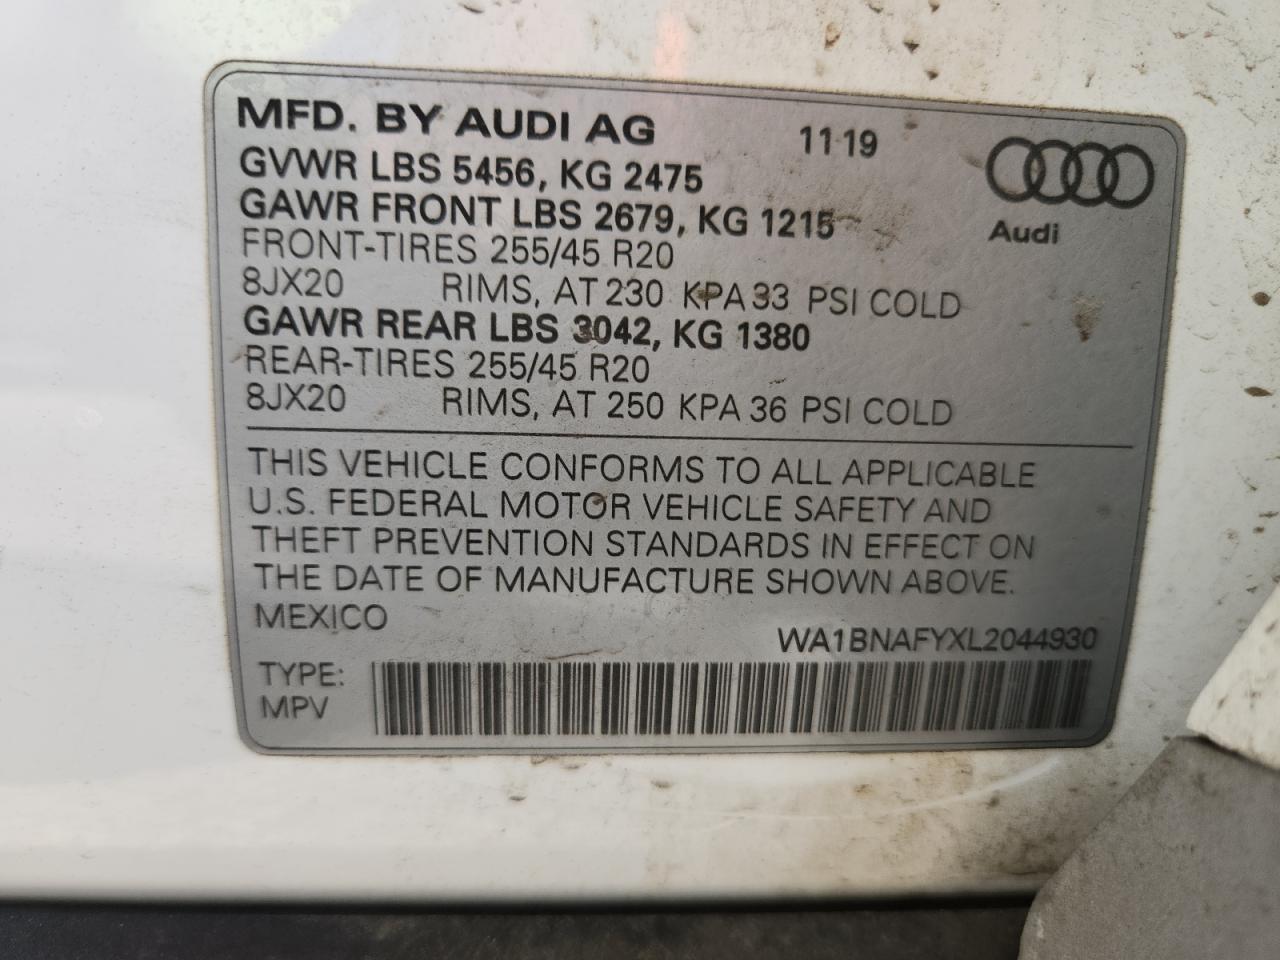 MFD. BY AUDI AG 11 19
GVWR LBS 5456, KG 2475
GAWR FRONT LBS 2679, KG 1215
Audi
FRONT-TIRES 255/45 R20
8JX20 RIMS, AT 230 KPA 33 PSI COLD
GAWR REAR LBS 3042, KG 1380
REAR-TIRES 255/45 R20
8JX20 RIMS, AT 250 KPA 36 PSI COLD
THIS VEHICLE CONFORMS TO ALL APPLICABLE
U.S. FEDERAL MOTOR VEHICLE SAFETY AND
THEFT PREVENTION STANDARDS IN EFFECT ON
THE DATE OF MANUFACTURE SHOWN ABOVE.
MEXICO
WA1BNAFYXL2044930
TYPE:
MPV